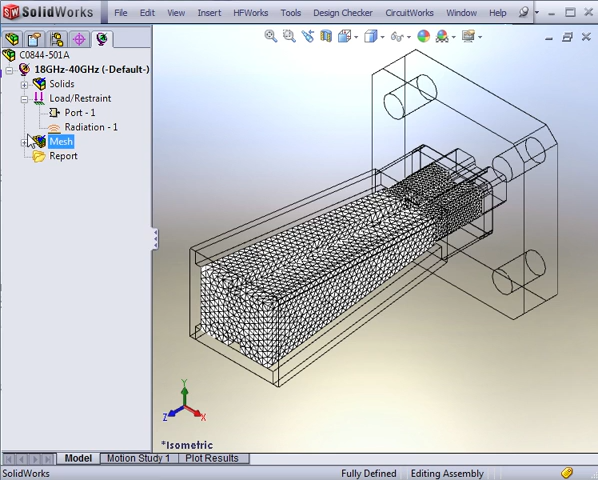 SolidWorks File Edit View Insert HFWorks Tools Design Checker CircuitWorks Window Help
C0844-501A
18GHz-40GHz (-Default-)
Solids
Load/Restraint
Port - 1
Radiation - 1
Mesh
Report
Y
Z X
*Isometric
Model Motion Study 1 Plot Results
SolidWorks Fully Defined Editing Assembly